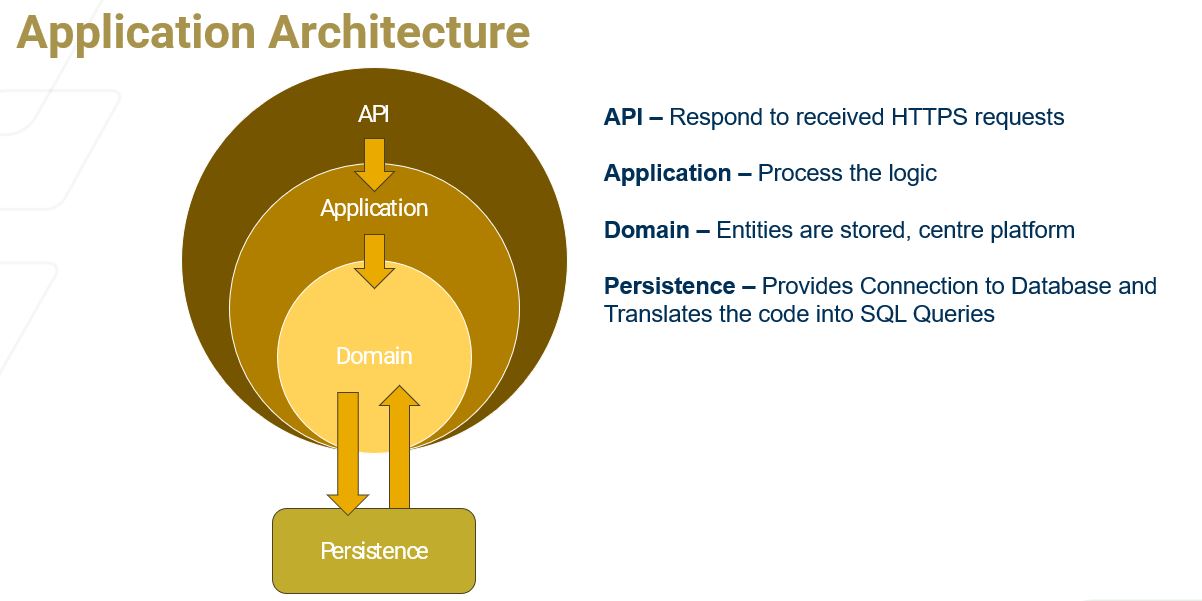 Application Architecture
API
Application
Domain
Persistence
API – Respond to received HTTPS requests
Application – Process the logic
Domain – Entities are stored, centre platform
Persistence – Provides Connection to Database and
Translates the code into SQL Queries